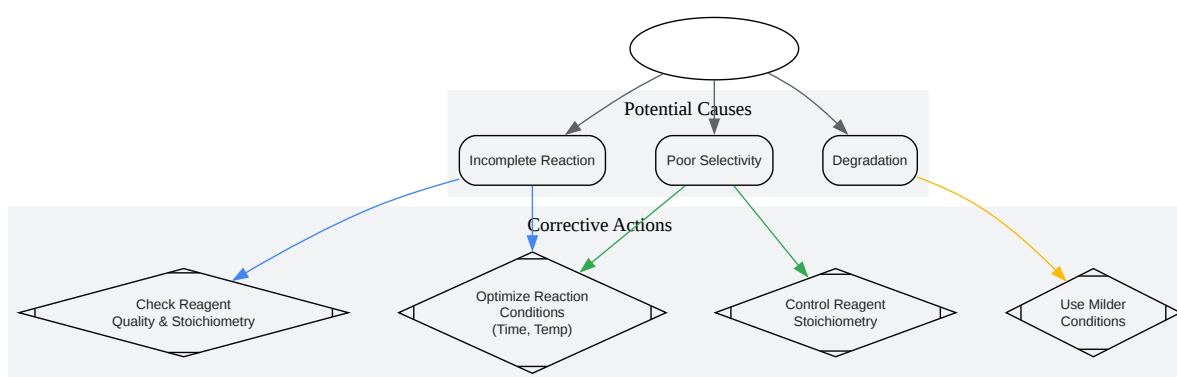 Potential Causes
Incomplete Reaction
Poor Selectivity
Degradation
Corrective Actions
Check Reagent
Quality & Stoichiometry
Optimize Reaction
Conditions
(Time, Temp)
Control Reagent
Stoichiometry
Use Milder
Conditions